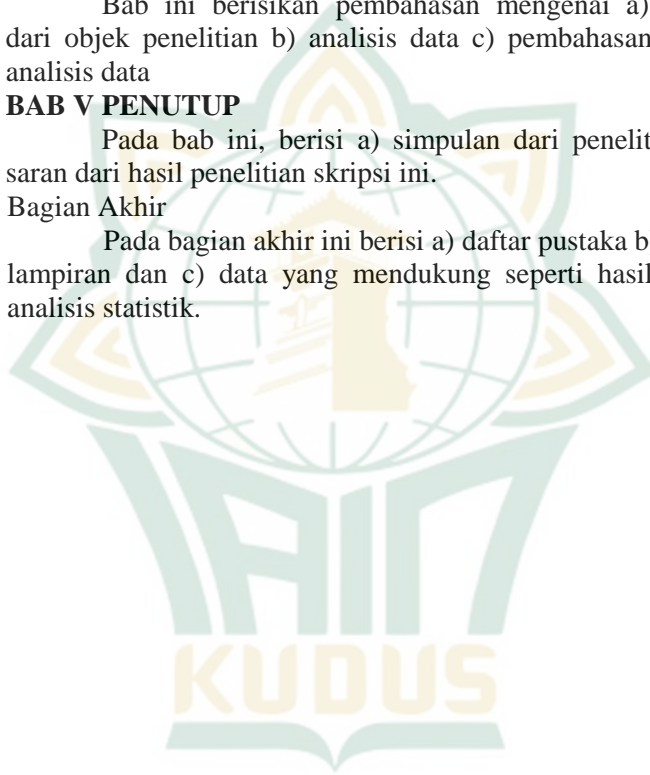 Bab ini berisikan pembahasan mengenai a)
dari objek penelitian b) analisis data c) pembahasan
analisis data
BAB V PENUTUP
Pada bab ini, berisi a) simpulan dari penelit
saran dari hasil penelitian skripsi ini.
Bagian Akhir
Pada bagian akhir ini berisi a) daftar pustaka b
lampiran dan c) data yang mendukung seperti hasil
analisis statistik.
IAIN
KUDUS